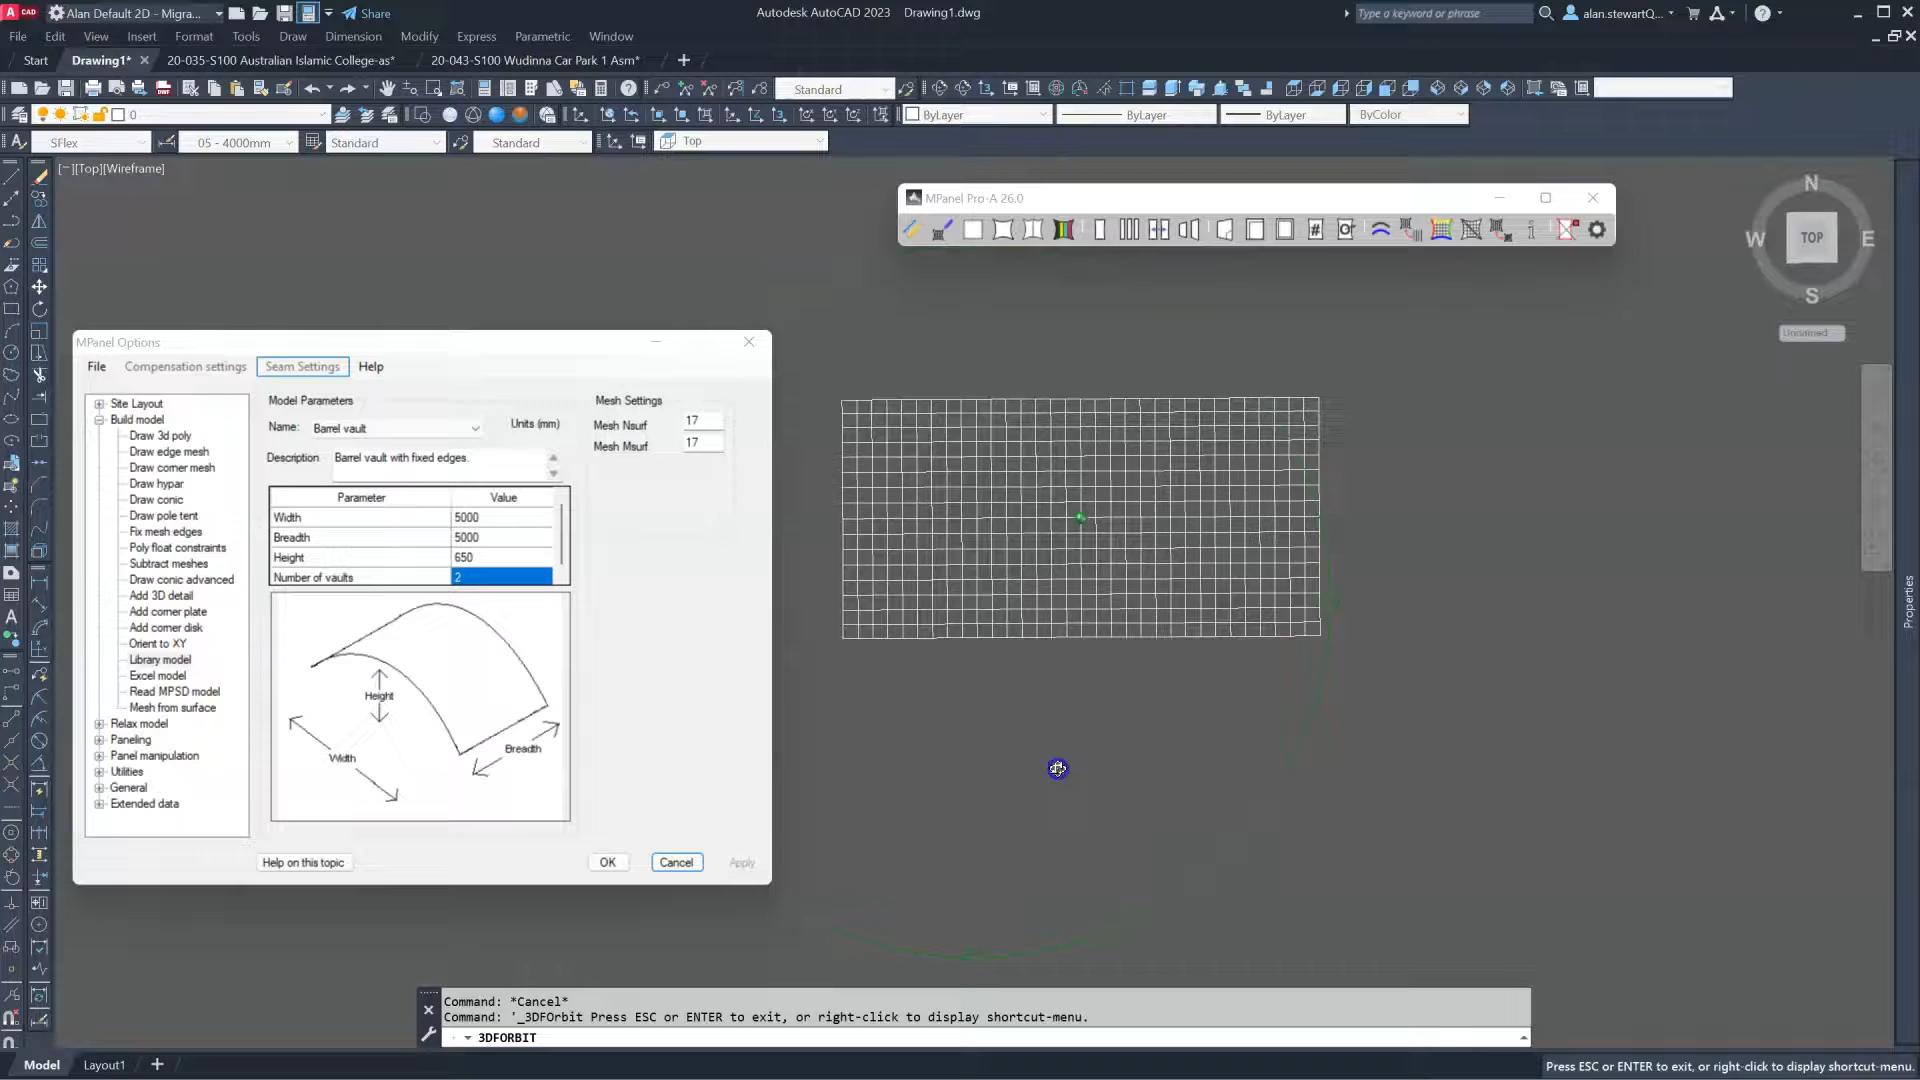 A CAD
Alan Default 2D - Migra...
Share
Autodesk AutoCAD 2023 Drawing1.dwg
Type a keyword or phrase
alan.stewartQ...
File Edit View Insert Format Tools Draw Dimension Modify Express Parametric Window
Start Drawing1* 20-035-S100 Australian Islamic College-as* 20-043-S100 Wudinna Car Park 1 Asm*
Standard
0
ByLayer ByLayer ByLayer ByColor
SFlex 05 - 4000mm Standard Standard Top
[−][Top][Wireframe]
MPanel Pro-A 26.0
N
W TOP E
S
Unnamed
MPanel Options
File Compensation settings Seam Settings Help
Site Layout
Build model
Draw 3d poly
Draw edge mesh
Draw corner mesh
Draw hypar
Draw conic
Draw pole tent
Fix mesh edges
Poly float constraints
Subtract meshes
Draw conic advanced
Add 3D detail
Add corner plate
Add corner disk
Orient to XY
Library model
Excel model
Read MPSD model
Mesh from surface
Relax model
Paneling
Panel manipulation
Utilities
General
Extended data
Model Parameters
Name: Barrel vault Units (mm)
Description Barrel vault with fixed edges.
Parameter Value
Width 5000
Breadth 5000
Height 650
Number of vaults 2
Height
Width
Breadth
Mesh Settings
Mesh Nsurf 17
Mesh Msurf 17
Help on this topic OK Cancel Apply
Properties
Command: *Cancel*
Command: '_3DFOrbit Press ESC or ENTER to exit, or right-click to display shortcut-menu.
3DFORBIT
Model Layout1
Press ESC or ENTER to exit, or right-click to display shortcut-menu.